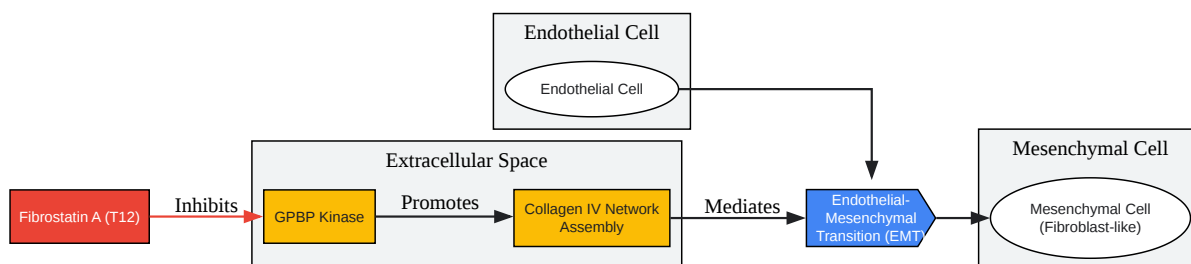 Endothelial Cell
Endothelial Cell
Extracellular Space
Mesenchymal Cell
Fibrostatin A (T12)
Inhibits
GPBP Kinase
Promotes
Collagen IV Network
Assembly
Mediates
Endothelial-
Mesenchymal
Transition (EMT)
Mesenchymal Cell
(Fibroblast-like)